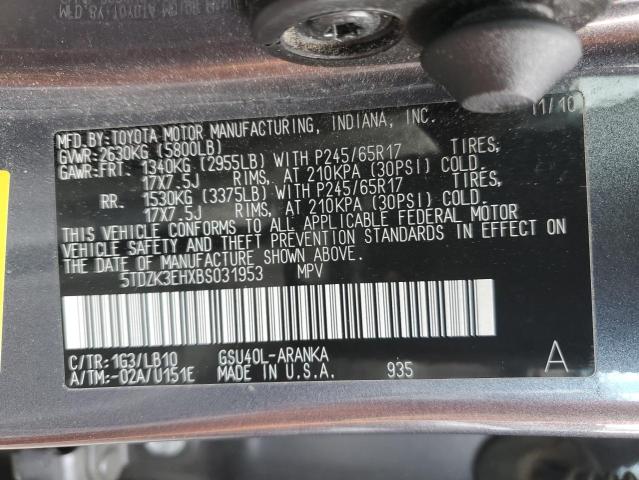 MFD.BY:TOYOTA MOTOR MANUFACTURING, INDIANA, INC. 11/10
GVWR:2630KG (5800LB)
GAWR:FRT. 1340KG (2955LB) WITH P245/65R17 TIRES,
17X7.5J RIMS, AT 210KPA (30PSI) COLD.
RR. 1530KG (3375LB) WITH P245/65R17 TIRES,
17X7.5J RIMS, AT 210KPA (30PSI) COLD.
THIS VEHICLE CONFORMS TO ALL APPLICABLE FEDERAL MOTOR
VEHICLE SAFETY AND THEFT PREVENTION STANDARDS IN EFFECT ON
THE DATE OF MANUFACTURE SHOWN ABOVE.
5TDZK3EHXBS031953 MPV
C/TR:1G3/LB10 GSU40L-ARANKA
A/TM:-02A/U151E MADE IN U.S.A. 935 A